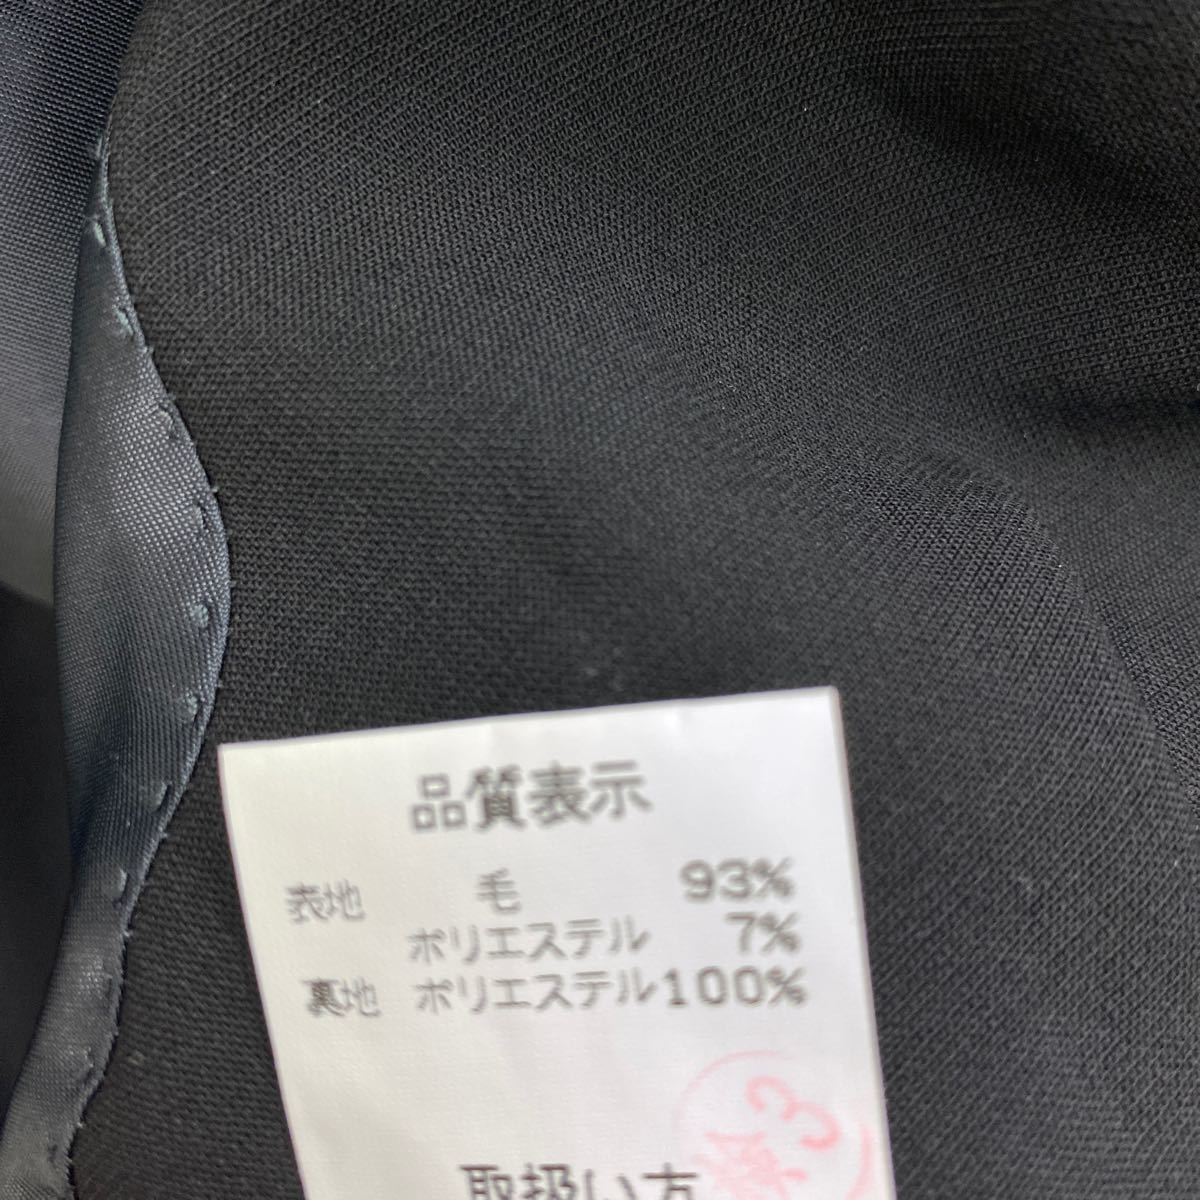 品質表示
表地 毛 93%
ポリエステル 7%
裏地 ポリエステル100%
取扱い方